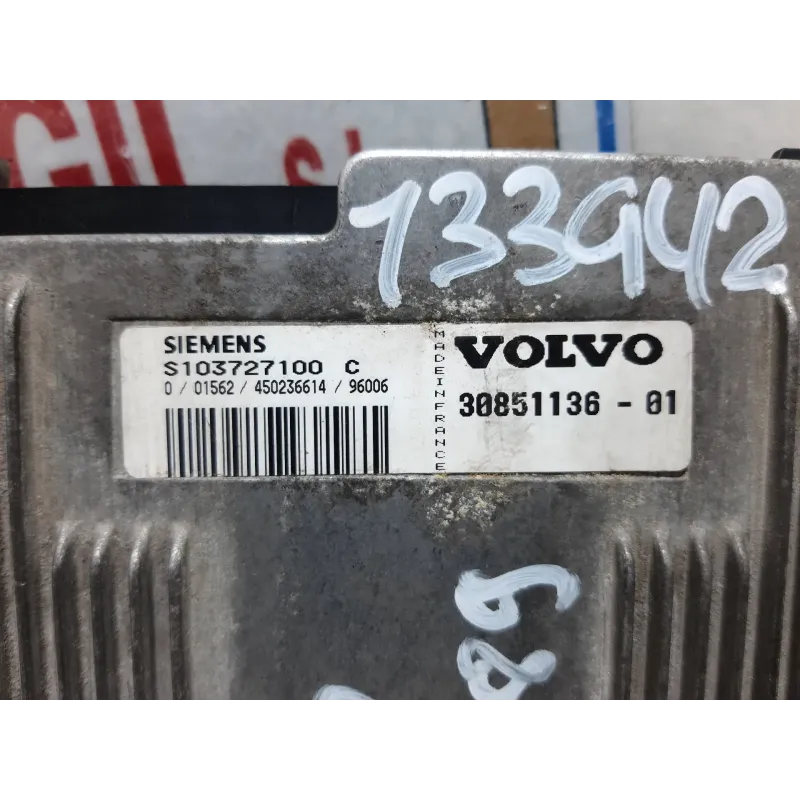 133942
SIEMENS
S103727100 C
0 / 01562 / 450236614 / 96006
MADEINFRANCE
VOLVO
30851136 - 01